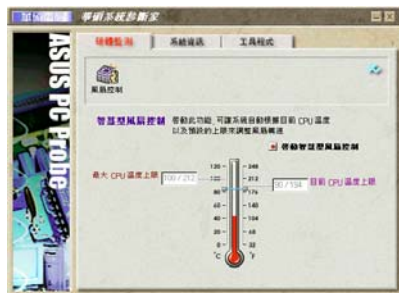 華碩系統診斷家
硬體監測
系統資訊
工具程式
ASUS PC Probe
風扇控制
智慧型風扇控制
啓動此功能, 可讓系統自動根據目前 CPU 溫度
以及預設的上限來調整風扇轉速
啓動智慧型風扇控制
最大 CPU 溫度上限
100 / 212
目前 CPU 溫度上限
90 / 194
120 248
100 212
80 176
60 140
40 104
20 68
0 32
°C °F